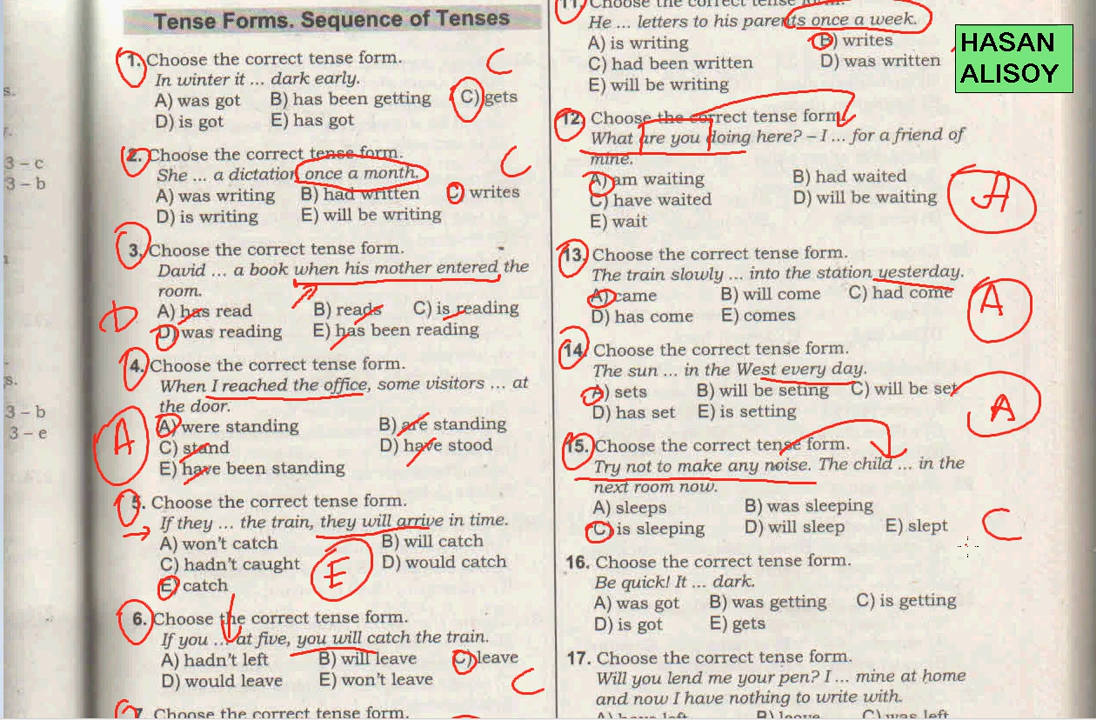 Tense Forms. Sequence of Tenses
1. Choose the correct tense form.
In winter it ... dark early.
A) was got B) has been getting C) gets
D) is got E) has got
C
2. Choose the correct tense form.
She ... a dictation once a month.
A) was writing B) had written C) writes
D) is writing E) will be writing
C
3. Choose the correct tense form.
David ... a book when his mother entered the
room.
A) has read B) reads C) is reading
D) was reading E) has been reading
D
4. Choose the correct tense form.
When I reached the office, some visitors ... at
the door.
A) were standing B) are standing
C) stand D) have stood
E) have been standing
A
5. Choose the correct tense form.
If they ... the train, they will arrive in time.
A) won't catch B) will catch
C) hadn't caught D) would catch
E) catch
E
6. Choose the correct tense form.
If you ... at five, you will catch the train.
A) hadn't left B) will leave C) leave
D) would leave E) won't leave
C
7. Choose the correct tense form.
s.
7.
3 – c
3 – b
s.
3 – b
3 – e
11. Choose the correct tense form.
He ... letters to his parents once a week.
A) is writing B) writes
C) had been written D) was written
E) will be writing
12. Choose the correct tense form.
What are you doing here? – I ... for a friend of
mine.
A) am waiting B) had waited
C) have waited D) will be waiting
E) wait
A
13. Choose the correct tense form.
The train slowly ... into the station yesterday.
A) came B) will come C) had come
D) has come E) comes
A
14. Choose the correct tense form.
The sun ... in the West every day.
A) sets B) will be seting C) will be set
D) has set E) is setting
A
15. Choose the correct tense form.
Try not to make any noise. The child ... in the
next room now.
A) sleeps B) was sleeping
C) is sleeping D) will sleep E) slept
C
16. Choose the correct tense form.
Be quick! It ... dark.
A) was got B) was getting C) is getting
D) is got E) gets
17. Choose the correct tense form.
Will you lend me your pen? I ... mine at home
and now I have nothing to write with.
A) have left B) leave C) was left
HASAN
ALISOY